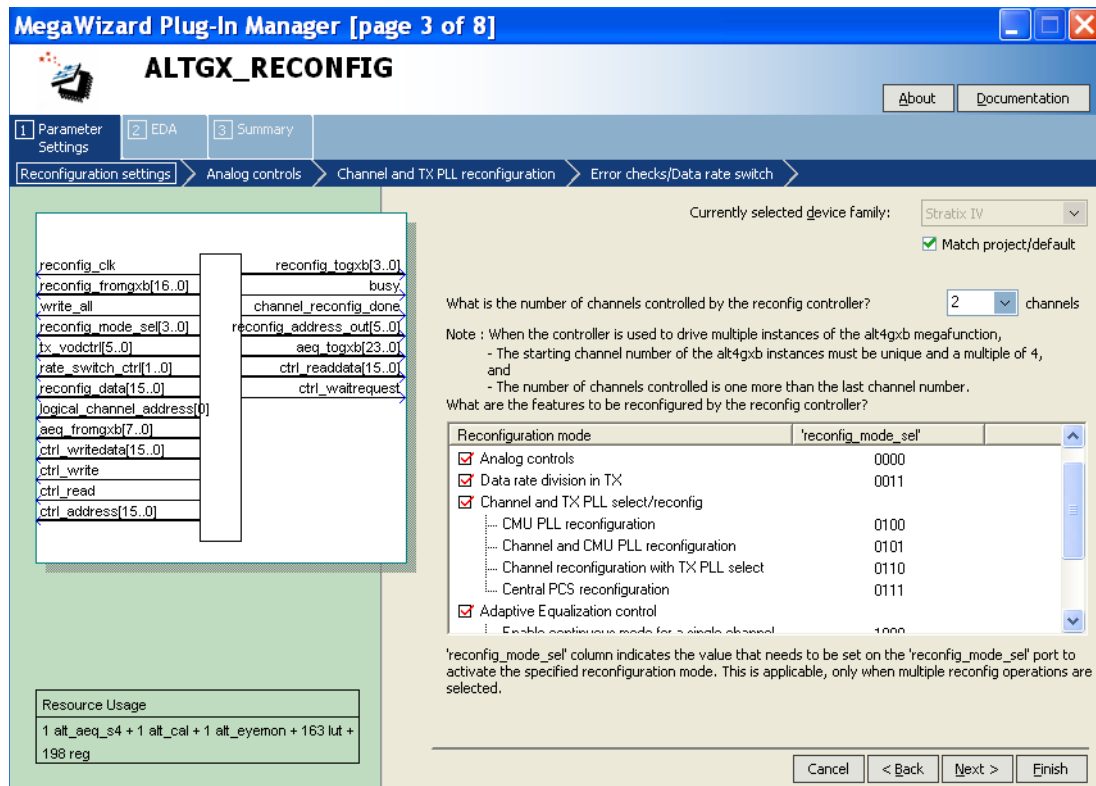 MegaWizard Plug-In Manager [page 3 of 8]
ALTGX_RECONFIG
About
Documentation
1 Parameter Settings
2 EDA
3 Summary
Reconfiguration settings
Analog controls
Channel and TX PLL reconfiguration
Error checks/Data rate switch
reconfig_clk
reconfig_fromgxb[16..0]
write_all
reconfig_mode_sel[3..0]
tx_vodctrl[5..0]
rate_switch_ctrl[1..0]
reconfig_data[15..0]
logical_channel_address[0]
aeq_fromgxb[7..0]
ctrl_writedata[15..0]
ctrl_write
ctrl_read
ctrl_address[15..0]
reconfig_togxb[3..0]
busy
channel_reconfig_done
reconfig_address_out[5..0]
aeq_togxb[23..0]
ctrl_readdata[15..0]
ctrl_waitrequest
Resource Usage
1 alt_aeq_s4 + 1 alt_cal + 1 alt_eyemon + 163 lut +
198 reg
Currently selected device family:
Stratix IV
Match project/default
What is the number of channels controlled by the reconfig controller?
2
channels
Note : When the controller is used to drive multiple instances of the alt4gxb megafunction,
- The starting channel number of the alt4gxb instances must be unique and a multiple of 4,
and
- The number of channels controlled is one more than the last channel number.
What are the features to be reconfigured by the reconfig controller?
Reconfiguration mode 'reconfig_mode_sel'
Analog controls 0000
Data rate division in TX 0011
Channel and TX PLL select/reconfig
CMU PLL reconfiguration 0100
Channel and CMU PLL reconfiguration 0101
Channel reconfiguration with TX PLL select 0110
Central PCS reconfiguration 0111
Adaptive Equalization control
Enable continuous mode for a single channel 1000
'reconfig_mode_sel' column indicates the value that needs to be set on the 'reconfig_mode_sel' port to
activate the specified reconfiguration mode. This is applicable, only when multiple reconfig operations are
selected.
Cancel
< Back
Next >
Finish